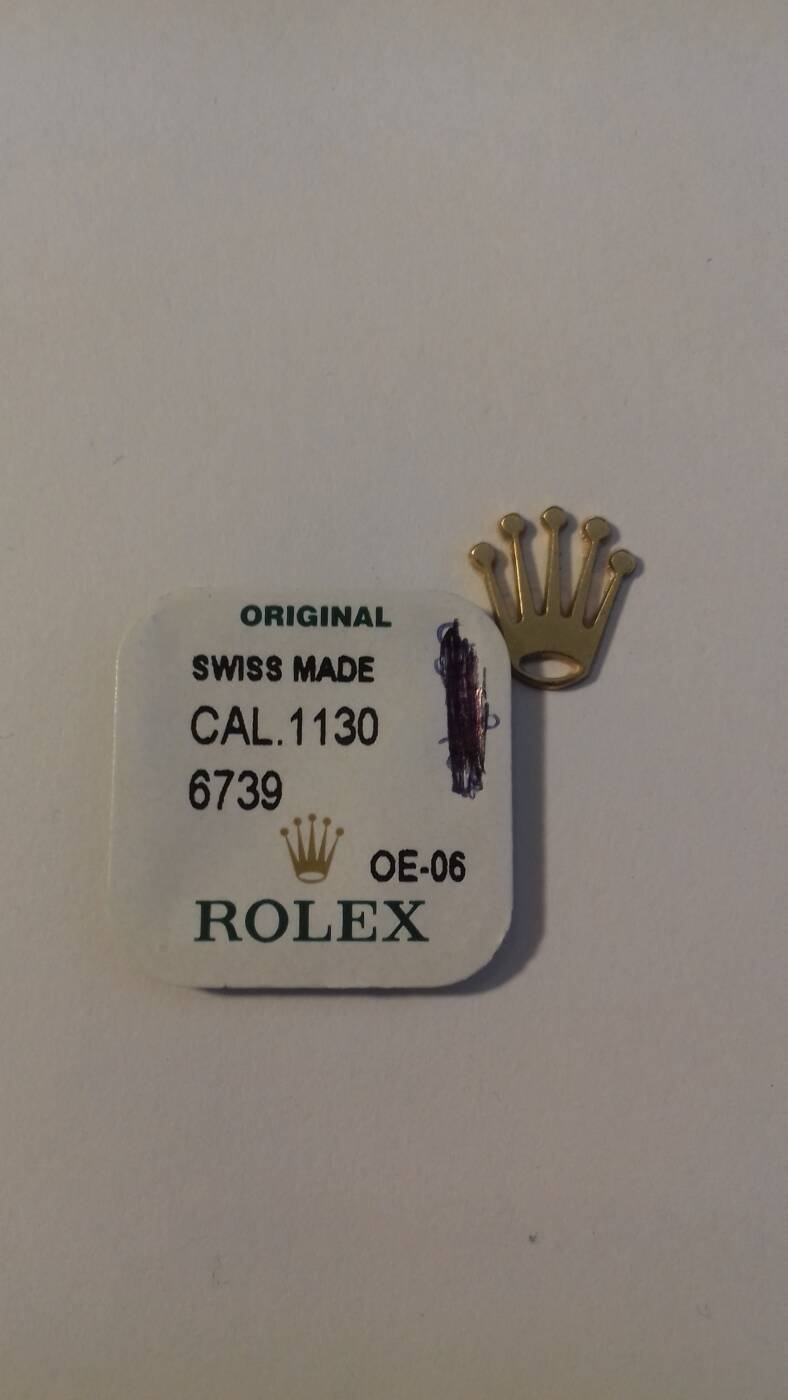 ORIGINAL
SWISS MADE
CAL.1130
6739
OE-06
ROLEX